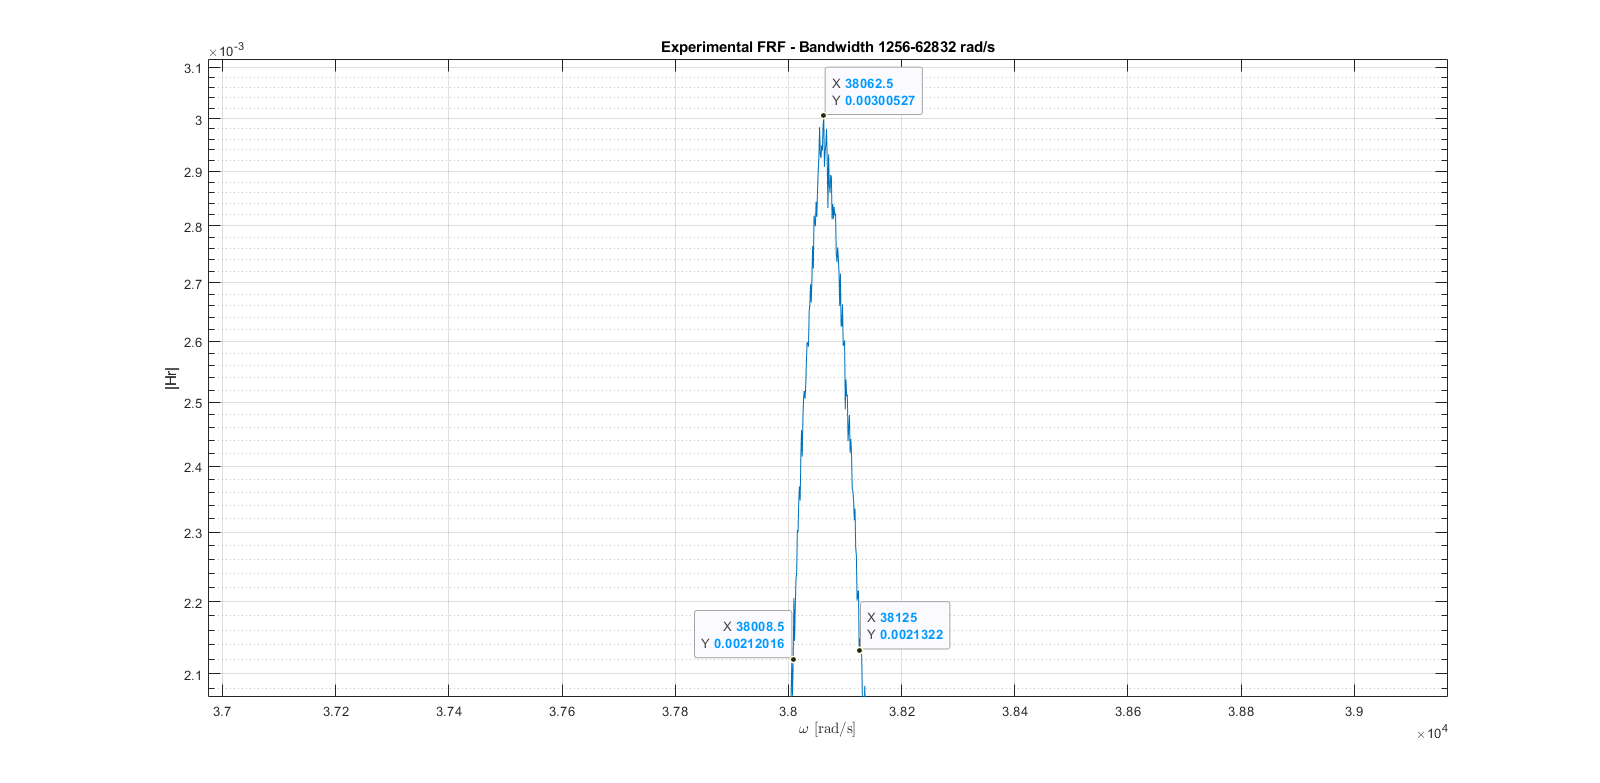 Experimental FRF - Bandwidth 1256-62832 rad/s
×10-3
3.1
3
2.9
2.8
2.7
2.6
2.5
2.4
2.3
2.2
2.1
|Hr|
X 38062.5
Y 0.00300527
X 38008.5
Y 0.00212016
X 38125
Y 0.0021322
3.7 3.72 3.74 3.76 3.78 3.8 3.82 3.84 3.86 3.88 3.9
ω [rad/s]
×104